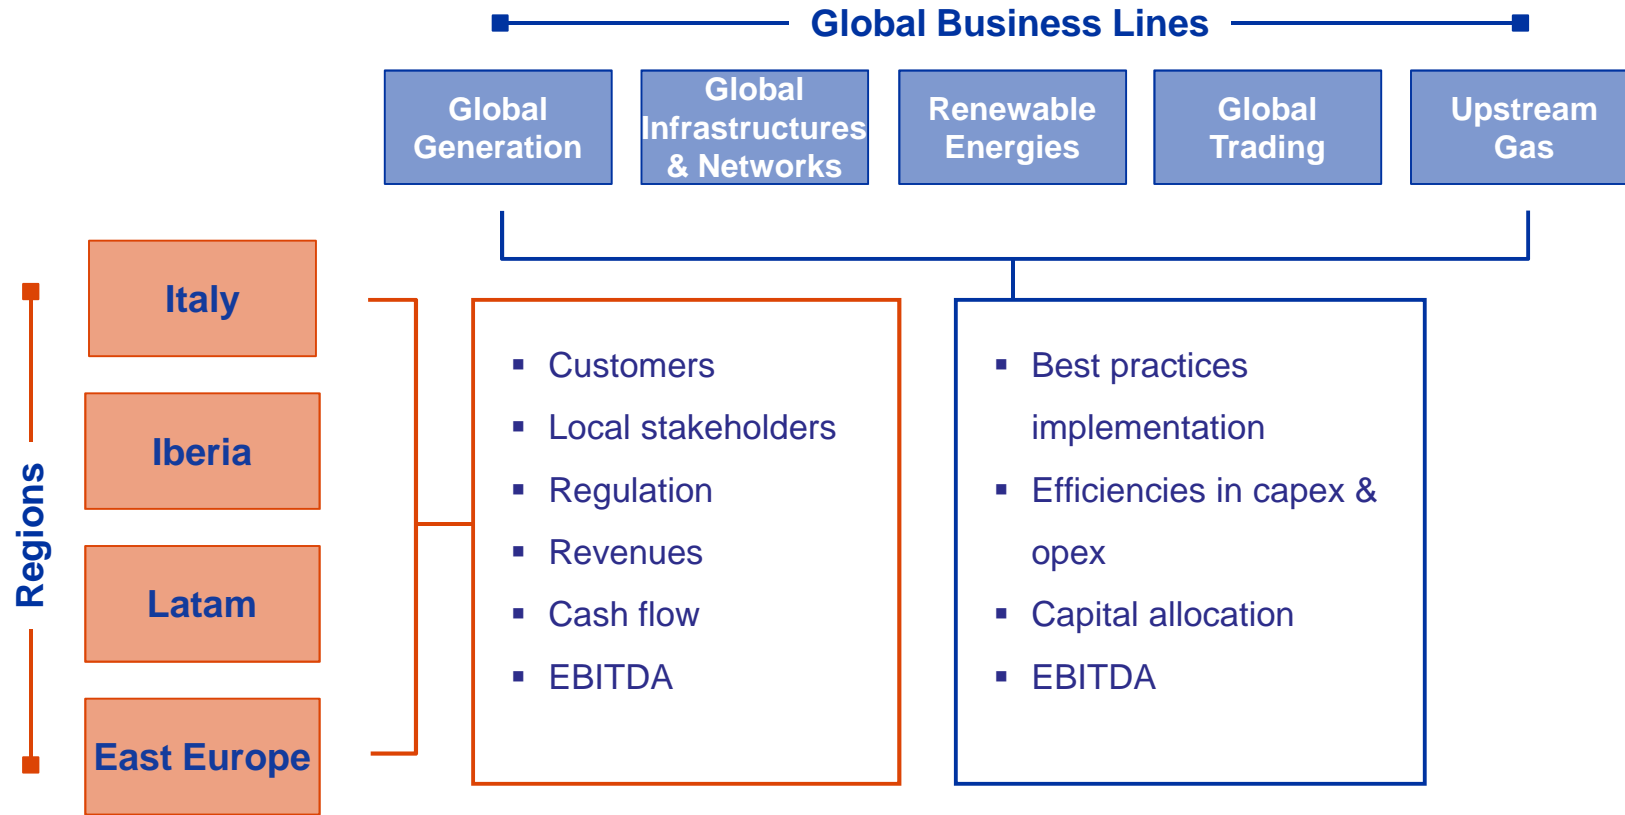 Global Business Lines
Global
Generation
Global
Infrastructures
& Networks
Renewable
Energies
Global
Trading
Upstream
Gas
Regions
Italy
Iberia
Latam
East Europe
▪ Customers
▪ Local stakeholders
▪ Regulation
▪ Revenues
▪ Cash flow
▪ EBITDA
▪ Best practices
implementation
▪ Efficiencies in capex &
opex
▪ Capital allocation
▪ EBITDA